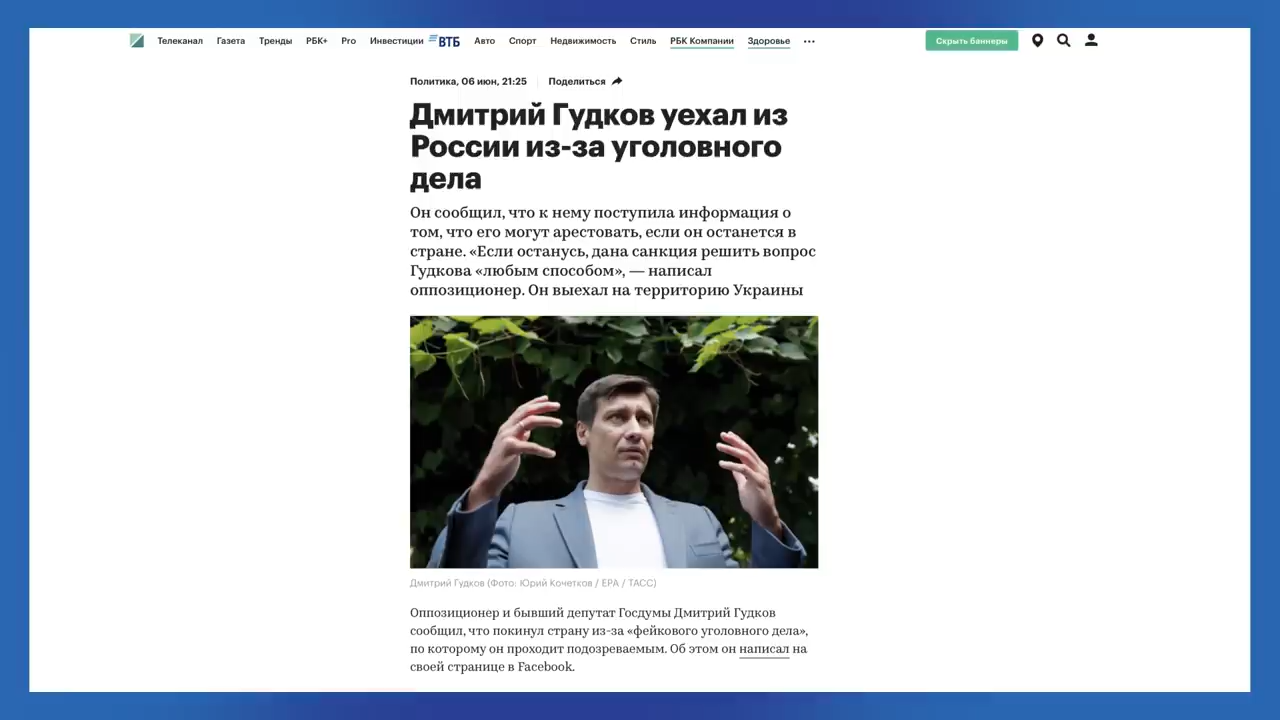 Телеканал Газета Тренды РБК+ Pro Инвестиции ВТБ Авто Спорт Недвижимость Стиль РБК Компании Здоровье ... Скрыть баннеры
Политика, 06 июн, 21:25 Поделиться
Дмитрий Гудков уехал из
России из-за уголовного
дела
Он сообщил, что к нему поступила информация о
том, что его могут арестовать, если он останется в
стране. «Если останусь, дана санкция решить вопрос
Гудкова «любым способом», — написал
оппозиционер. Он выехал на территорию Украины
Дмитрий Гудков (Фото: Юрий Кочетков / EPA / ТАСС)
Оппозиционер и бывший депутат Госдумы Дмитрий Гудков
сообщил, что покинул страну из-за «фейкового уголовного дела»,
по которому он проходит подозреваемым. Об этом он написал на
своей странице в Facebook.